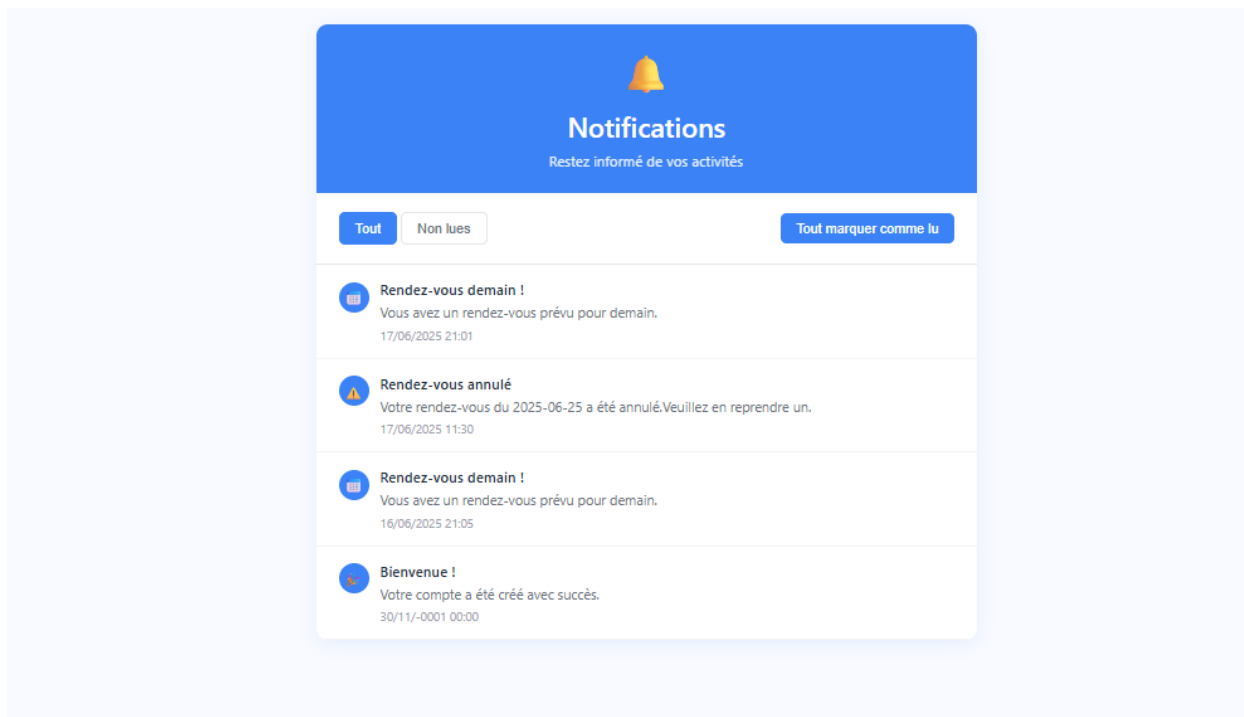 Notifications
Restez informé de vos activités
Tout
Non lues
Tout marquer comme lu
Rendez-vous demain !
Vous avez un rendez-vous prévu pour demain.
17/06/2025 21:01
Rendez-vous annulé
Votre rendez-vous du 2025-06-25 a été annulé.Veuillez en reprendre un.
17/06/2025 11:30
Rendez-vous demain !
Vous avez un rendez-vous prévu pour demain.
16/06/2025 21:05
Bienvenue !
Votre compte a été créé avec succès.
30/11/-0001 00:00